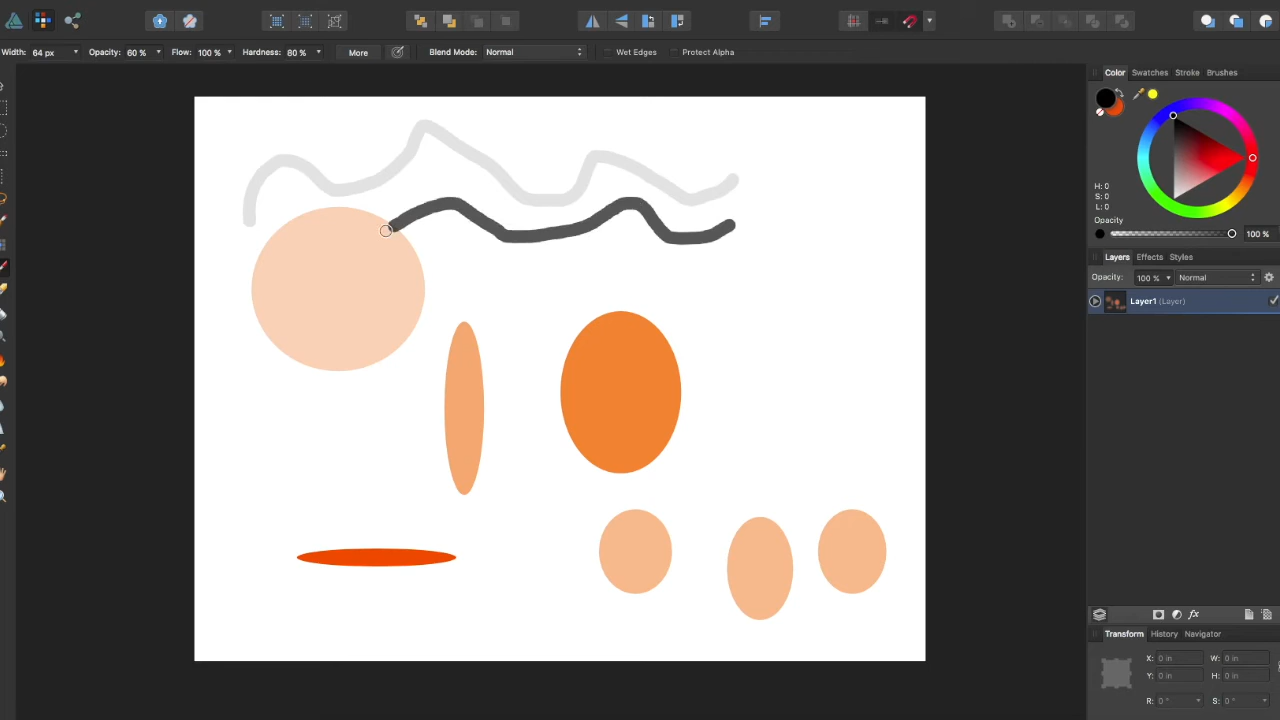 Width: 64 px Opacity: 60 % Flow: 100 % Hardness: 80 % More Blend Mode: Normal Wet Edges Protect Alpha
Color Swatches Stroke Brushes
H: 0
S: 0
L: 0
Opacity
100 %
Layers Effects Styles
Opacity: 100 % Normal
Layer1 (Layer)
fx
Transform History Navigator
X: 0 in W: 0 in
Y: 0 in H: 0 in
R: 0 ° S: 0 °